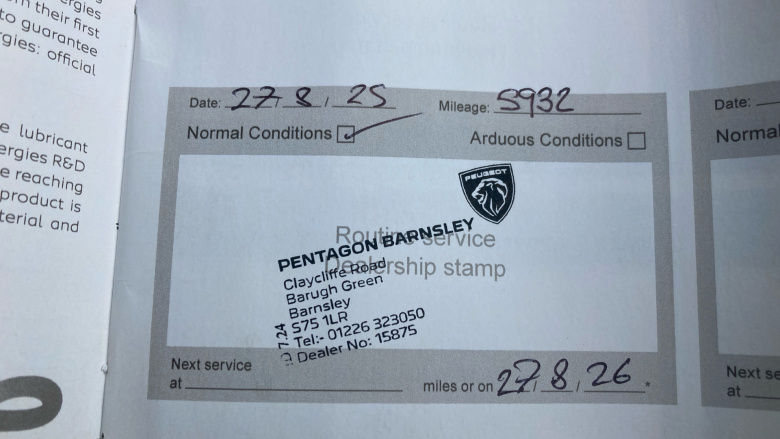 ergies
their first
to guarantee
rgies: official
e lubricant
ergies R&D
e reaching
product is
terial and
Date: 27 / 8 / 25 Mileage: 5932
Normal Conditions ☑ Arduous Conditions ☐
PEUGEOT
Routine service
Dealership stamp
PENTAGON BARNSLEY
Claycliffe Road
Barugh Green
Barnsley
S75 1LR
Tel:- 01226 323050
Dealer No: 15875
7.24
Next service
at miles or on 27 / 8 / 26 *
Date:
Normal
Next se
at